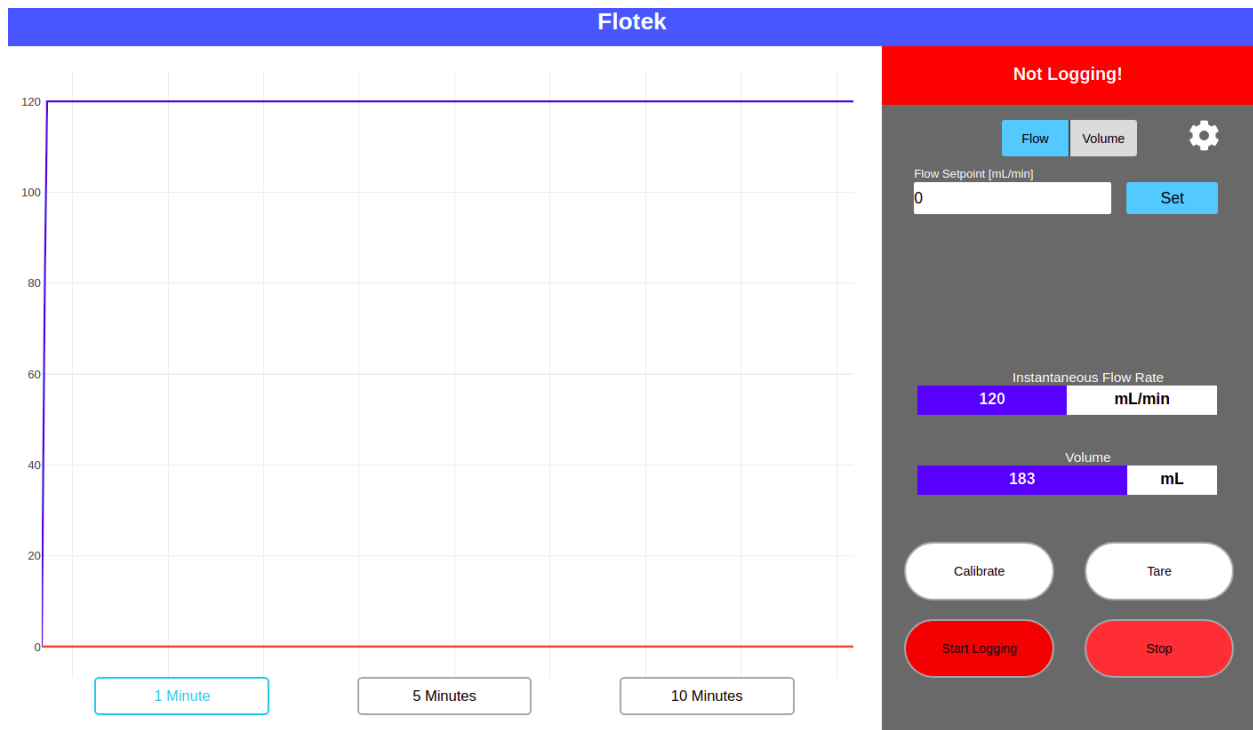 Flotek
Not Logging!
Flow Volume
Flow Setpoint [mL/min]
0 Set
120
100
80
60
40
20
0
Instantaneous Flow Rate
120 mL/min
Volume
183 mL
Calibrate Tare
Start Logging Stop
1 Minute 5 Minutes 10 Minutes